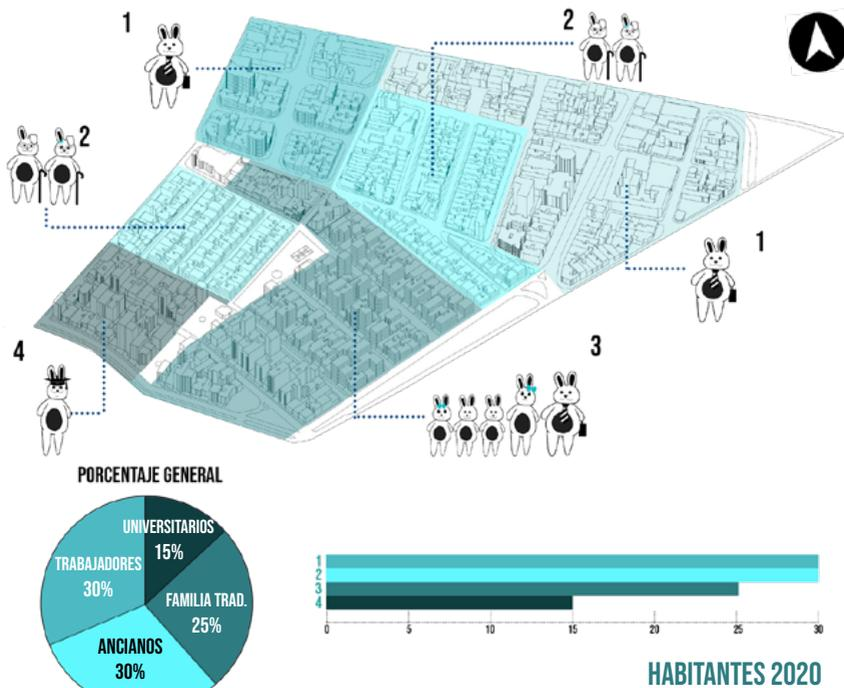 1
2
2
1
4
3
PORCENTAJE GENERAL
UNIVERSITARIOS
15%
TRABAJADORES
30%
FAMILIA TRAD.
25%
ANCIANOS
30%
1
2
3
4
0 5 10 15 20 25 30
HABITANTES 2020